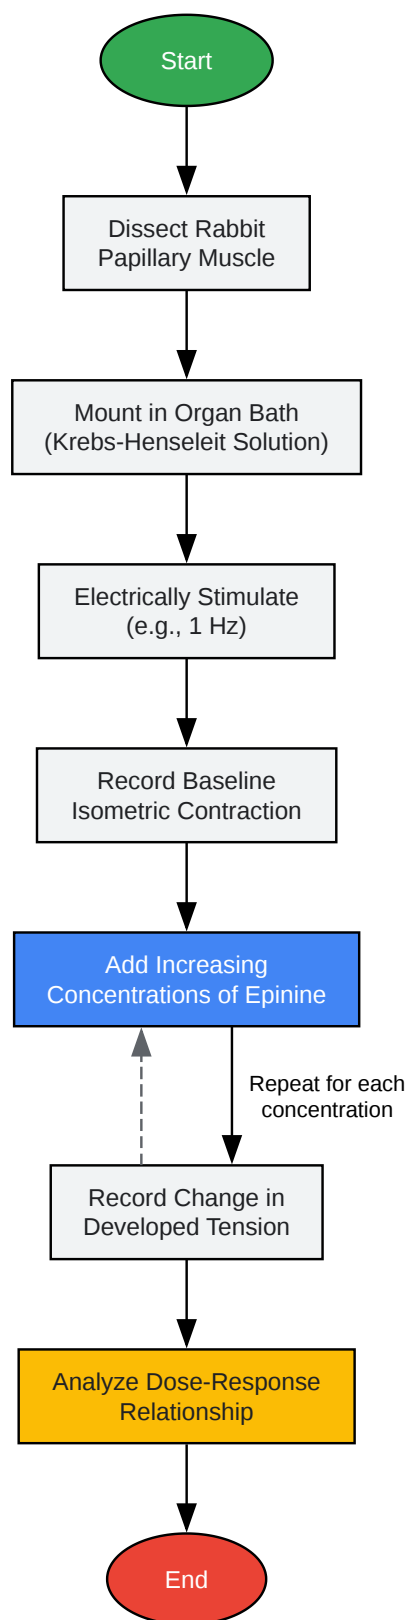 Start
Dissect Rabbit
Papillary Muscle
Mount in Organ Bath
(Krebs-Henseleit Solution)
Electrically Stimulate
(e.g., 1 Hz)
Record Baseline
Isometric Contraction
Add Increasing
Concentrations of Epinine
Repeat for each
concentration
Record Change in
Developed Tension
Analyze Dose-Response
Relationship
End